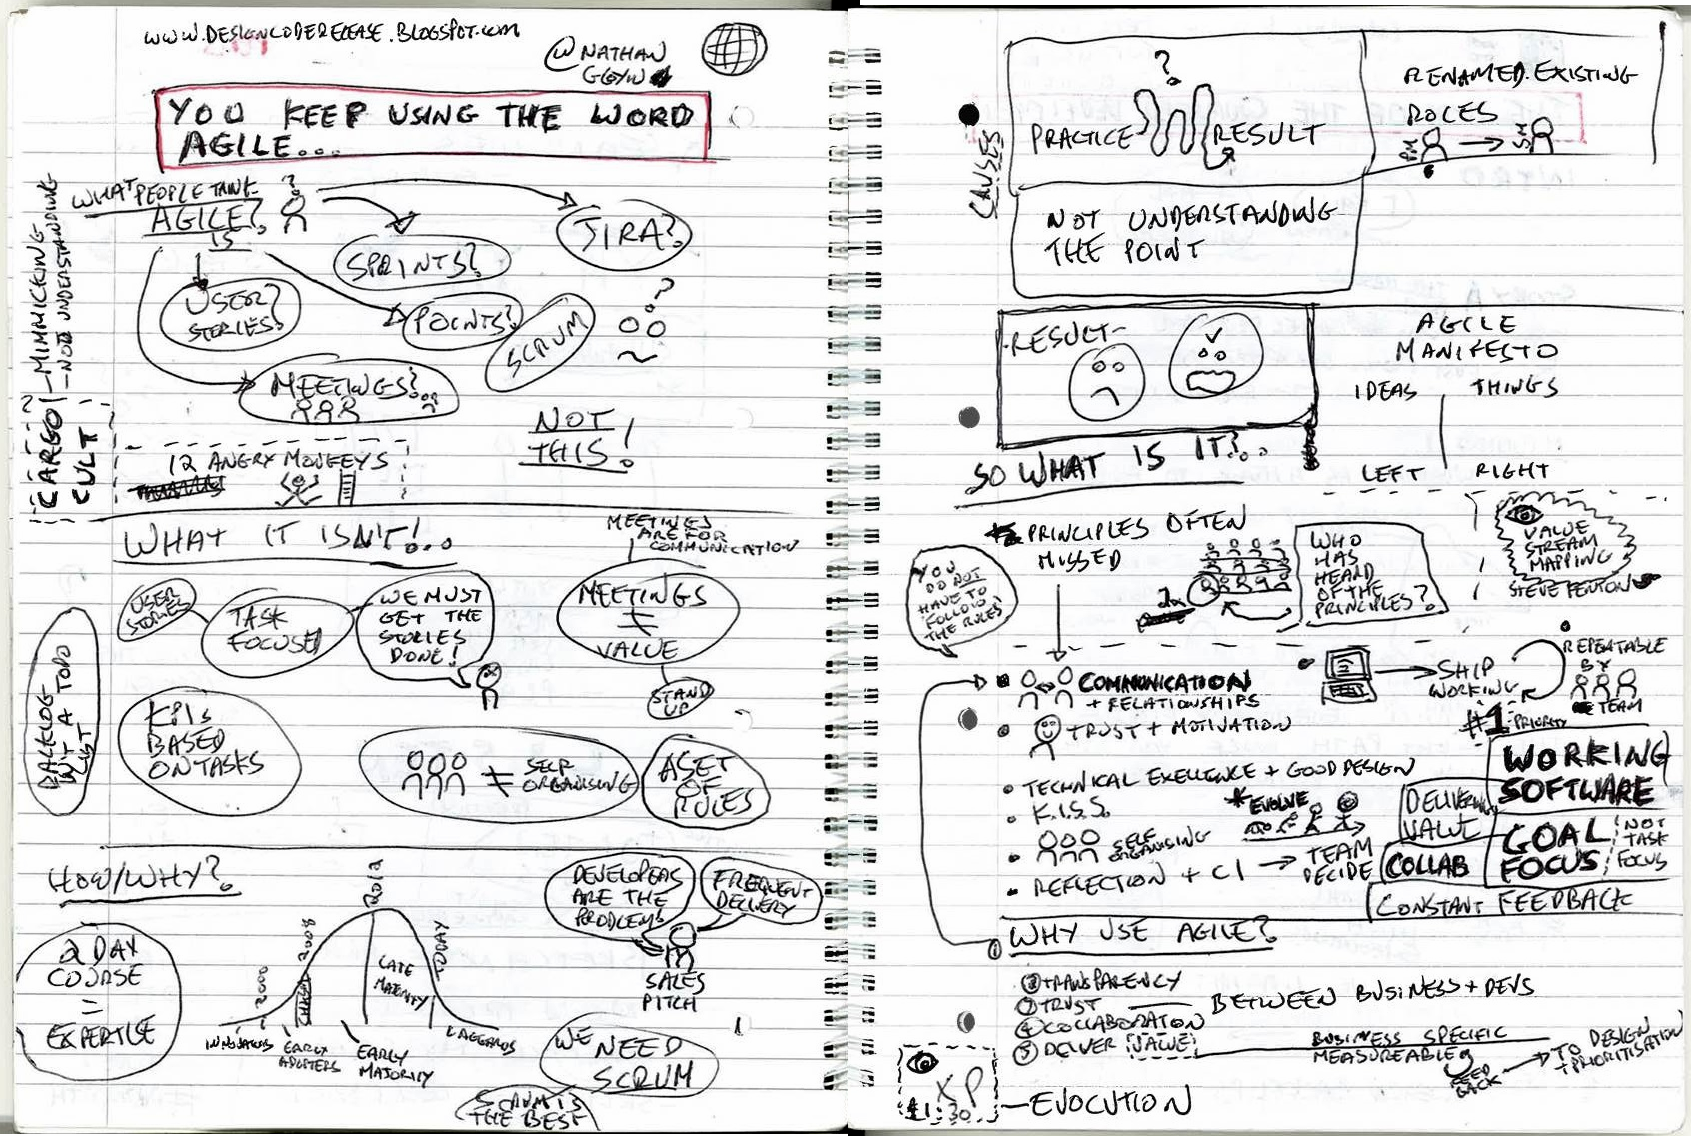 WWW.DESIGNCODERELEASE.BLOGSPOT.COM
@NATHAN
YOU KEEP USING THE WORD
AGILE...
WHAT PEOPLE THINK
AGILE?
IS
JIRA?
SPRINTS?
USER?
STORIES?
POINTS?
SCRUM
?
MEETINGS?
CARGO
CULT
-MIMMICKING
-NOT UNDERSTANDING
NOT
THIS!
12 ANGRY MONKEYS
WHAT IT ISN'T!...
MEETINGS
ARE FOR
COMMUNICATION
USER
STORIES
TASK
FOCUSED
WE MUST
GET THE
STORIES
DONE!
MEETINGS
≠
VALUE
STAND
UP
BACKLOG
NOT A TODO
LIST
KPIs
BASED
ON TASKS
≠ SELF
ORGANISING
A SET
OF
RULES
HOW/WHY?
2 DAY
COURSE
=
EXPERTISE
2000
2008
2012
TODAY
CHASM
LATE
MAJORITY
EARLY
ADOPTERS
EARLY
MAJORITY
LAGGARDS
DEVELOPERS
ARE THE
PROBLEM!
FREQUENT
DELIVERY
SALES
PITCH
WE NEED
SCRUM
SCRUM IS
THE BEST
CAUSES
?
PRACTICE
RESULT
RENAMED EXISTING
ROLES
PM
SM
NOT UNDERSTANDING
THE POINT
RESULT-
AGILE
MANIFESTO
IDEAS THINGS
LEFT RIGHT
SO WHAT IS IT?..
PRINCIPLES OFTEN
MISSED
YOU
DO NOT
HAVE TO
FOLLOW
THE RULES!
WHO
HAS
HEARD
OF THE
PRINCIPLES?
VALUE
STREAM
MAPPING
STEVE FENTON
COMMUNICATION
+ RELATIONSHIPS
TRUST + MOTIVATION
TECHNICAL EXELLENCE + GOOD DESIGN
K.I.S.S.
*EVOLVE
SELF
ORGANISING
REFLECTION + CI → TEAM
DECIDE
SHIP
WORKING
REPEATABLE
BY
TEAM
#1 PRIORITY
WORKING
SOFTWARE
DELIVERING
VALUE
GOAL
FOCUS
NOT
TASK
FOCUS
COLLAB
CONSTANT FEEDBACK
① WHY USE AGILE?
② TRANSPARENCY
③ TRUST
BETWEEN BUSINESS + DEVS
④ COLLABORATION
⑤ DELIVER VALUE
BUSINESS SPECIFIC
MEASUREABLE
FEED
BACK
TO DESIGN
+ PRIORITISATION
XP
1:30
EVOLUTION